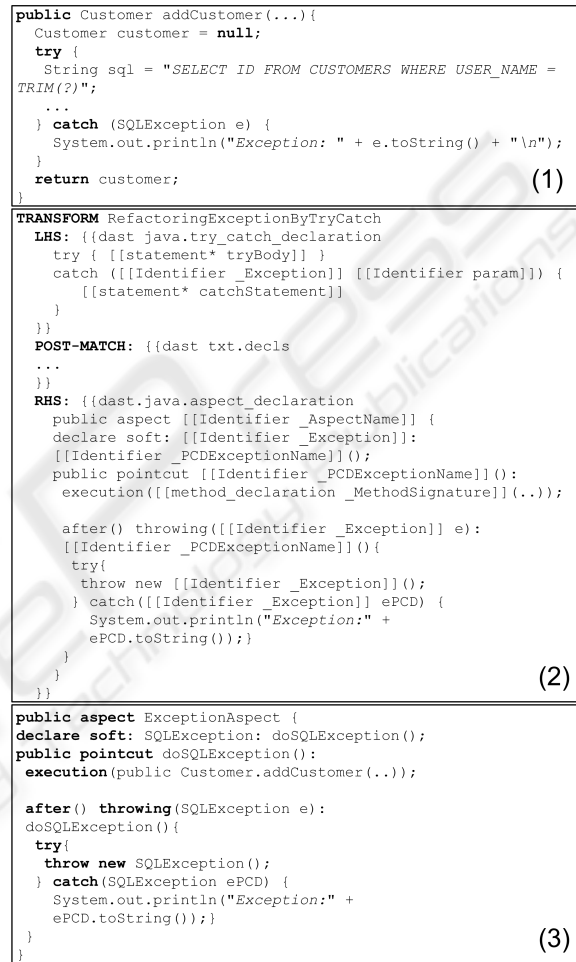 public Customer addCustomer(...){
Customer customer = null;
try {
String sql = "SELECT ID FROM CUSTOMERS WHERE USER_NAME =
TRIM(?)";
...
} catch (SQLException e) {
System.out.println("Exception: " + e.toString() + "\n");
}
return customer;
}
(1)
TRANSFORM RefactoringExceptionByTryCatch
LHS: {{dast java.try_catch_declaration
try { [[statement* tryBody]] }
catch ([[Identifier _Exception]] [[Identifier param]]) {
[[statement* catchStatement]]
}
}}
POST-MATCH: {{dast txt.decls
...
}}
RHS: {{dast.java.aspect_declaration
public aspect [[Identifier _AspectName]] {
declare soft: [[Identifier _Exception]]:
[[Identifier _PCDExceptionName]]();
public pointcut [[Identifier _PCDExceptionName]]():
execution([[method_declaration _MethodSignature]](..));
after() throwing([[Identifier _Exception]] e):
[[Identifier _PCDExceptionName]](){
try{
throw new [[Identifier _Exception]]();
} catch([[Identifier _Exception]] ePCD) {
System.out.println("Exception:" +
ePCD.toString());}
}
}
}}
(2)
public aspect ExceptionAspect {
declare soft: SQLException: doSQLException();
public pointcut doSQLException():
execution(public Customer.addCustomer(..));
after() throwing(SQLException e):
doSQLException(){
try{
throw new SQLException();
} catch(SQLException ePCD) {
System.out.println("Exception:" +
ePCD.toString());}
}
}
(3)